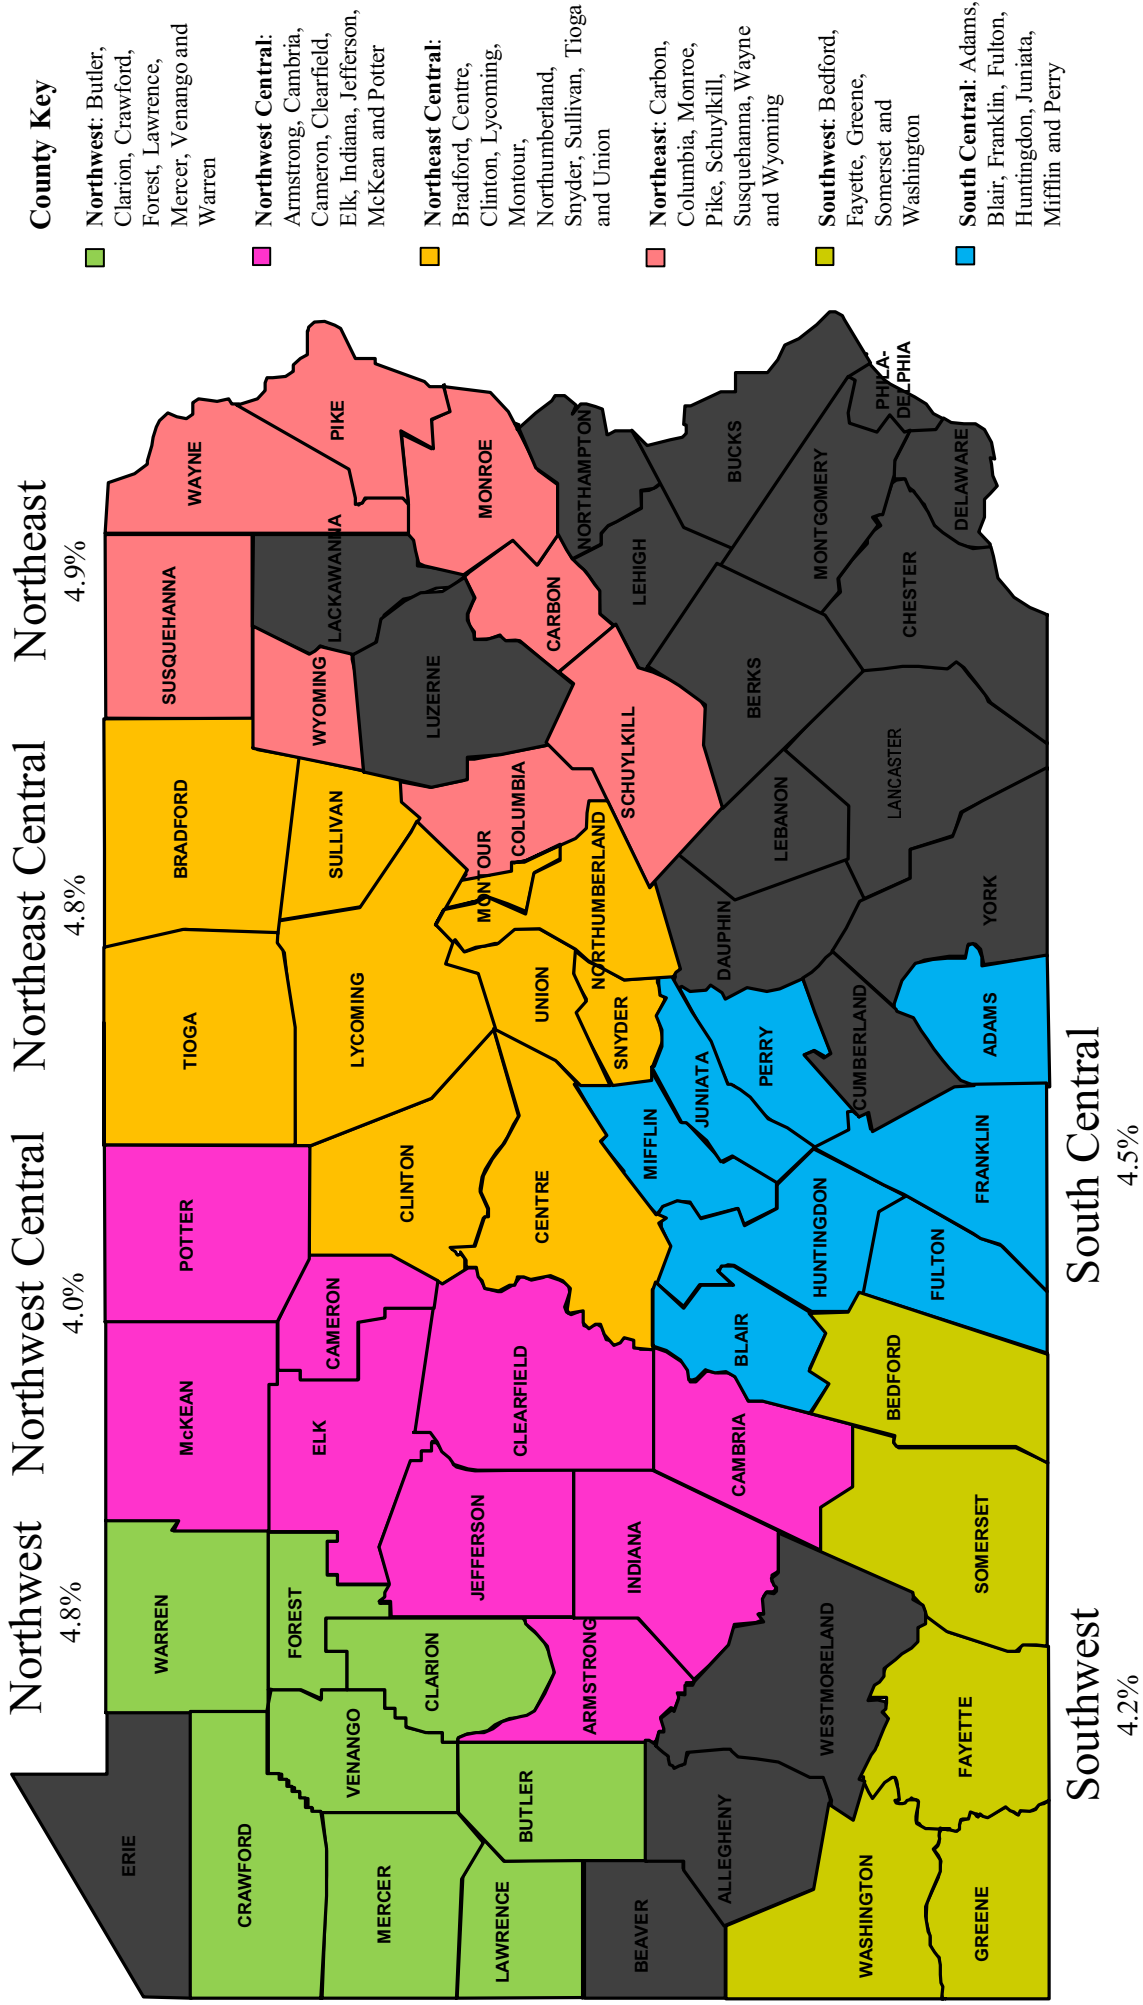 Northwest
4.8%
Northwest Central
4.0%
Northeast Central
4.8%
Northeast
4.9%
ERIE
CRAWFORD
MERCER
LAWRENCE
BEAVER
WARREN
FOREST
VENANGO
CLARION
BUTLER
ALLEGHENY
WASHINGTON
GREENE
FAYETTE
WESTMORELAND
SOMERSET
McKEAN
POTTER
CAMERON
ELK
JEFFERSON
CLEARFIELD
INDIANA
ARMSTRONG
CAMBRIA
BEDFORD
BLAIR
HUNTINGDON
FULTON
FRANKLIN
TIOGA
BRADFORD
SULLIVAN
LYCOMING
CLINTON
CENTRE
UNION
MONTOUR
NORTHUMBERLAND
SNYDER
MIFFLIN
JUNIATA
PERRY
CUMBERLAND
ADAMS
YORK
DAUPHIN
LEBANON
LANCASTER
SUSQUEHANNA
WAYNE
WYOMING
LACKAWANNA
PIKE
LUZERNE
MONROE
COLUMBIA
CARBON
SCHUYLKILL
NORTHAMPTON
LEHIGH
BERKS
BUCKS
MONTGOMERY
PHILA-
DELPHIA
CHESTER
DELAWARE
Southwest
4.2%
South Central
4.5%
County Key
Northwest: Butler,
Clarion, Crawford,
Forest, Lawrence,
Mercer, Venango and
Warren
Northwest Central:
Armstrong, Cambria,
Cameron, Clearfield,
Elk, Indiana, Jefferson,
McKean and Potter
Northeast Central:
Bradford, Centre,
Clinton, Lycoming,
Montour,
Northumberland,
Snyder, Sullivan, Tioga
and Union
Northeast: Carbon,
Columbia, Monroe,
Pike, Schuylkill,
Susquehanna, Wayne
and Wyoming
Southwest: Bedford,
Fayette, Greene,
Somerset and
Washington
South Central: Adams,
Blair, Franklin, Fulton,
Huntingdon, Juniata,
Mifflin and Perry